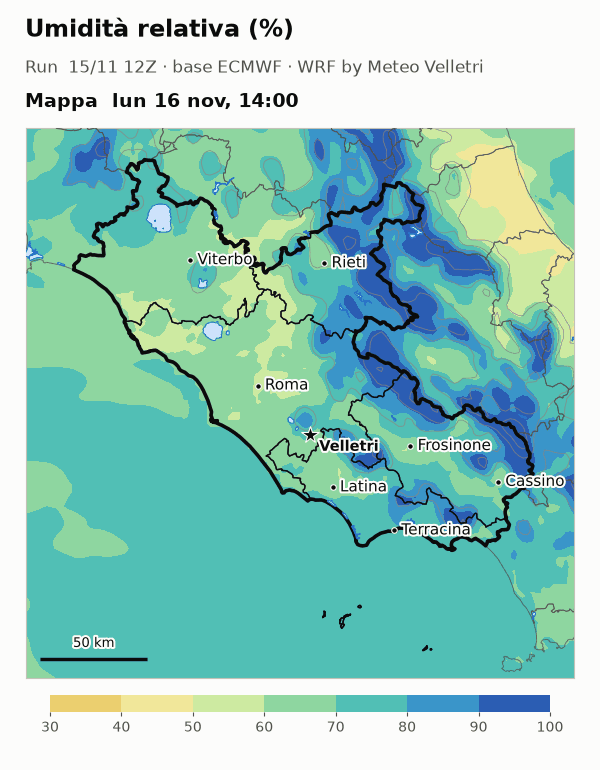 Umidità relativa (%)
Run  15/11 12Z · base ECMWF · WRF by Meteo Velletri
Mappa  lun 16 nov, 14:00
Viterbo
Rieti
Roma
Velletri
Frosinone
Cassino
Latina
Terracina
50 km
30 40 50 60 70 80 90 100